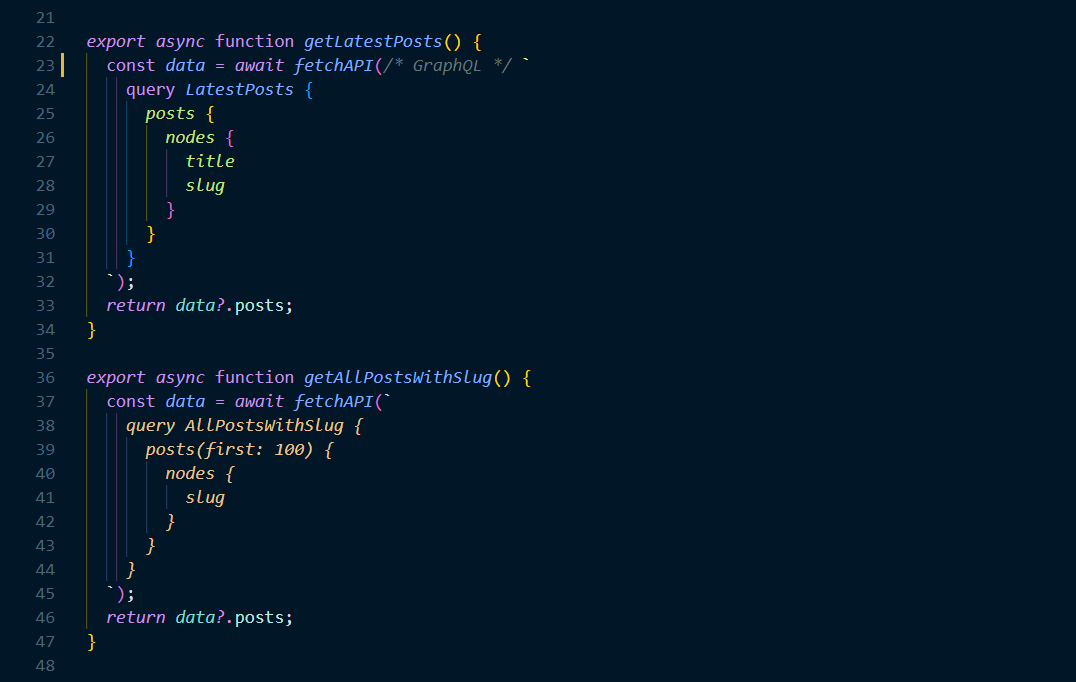 21
22 export async function getLatestPosts() {
23 const data = await fetchAPI(/* GraphQL */ `
24 query LatestPosts {
25 posts {
26 nodes {
27 title
28 slug
29 }
30 }
31 }
32 `);
33 return data?.posts;
34 }
35
36 export async function getAllPostsWithSlug() {
37 const data = await fetchAPI(`
38 query AllPostsWithSlug {
39 posts(first: 100) {
40 nodes {
41 slug
42 }
43 }
44 }
45 `);
46 return data?.posts;
47 }
48